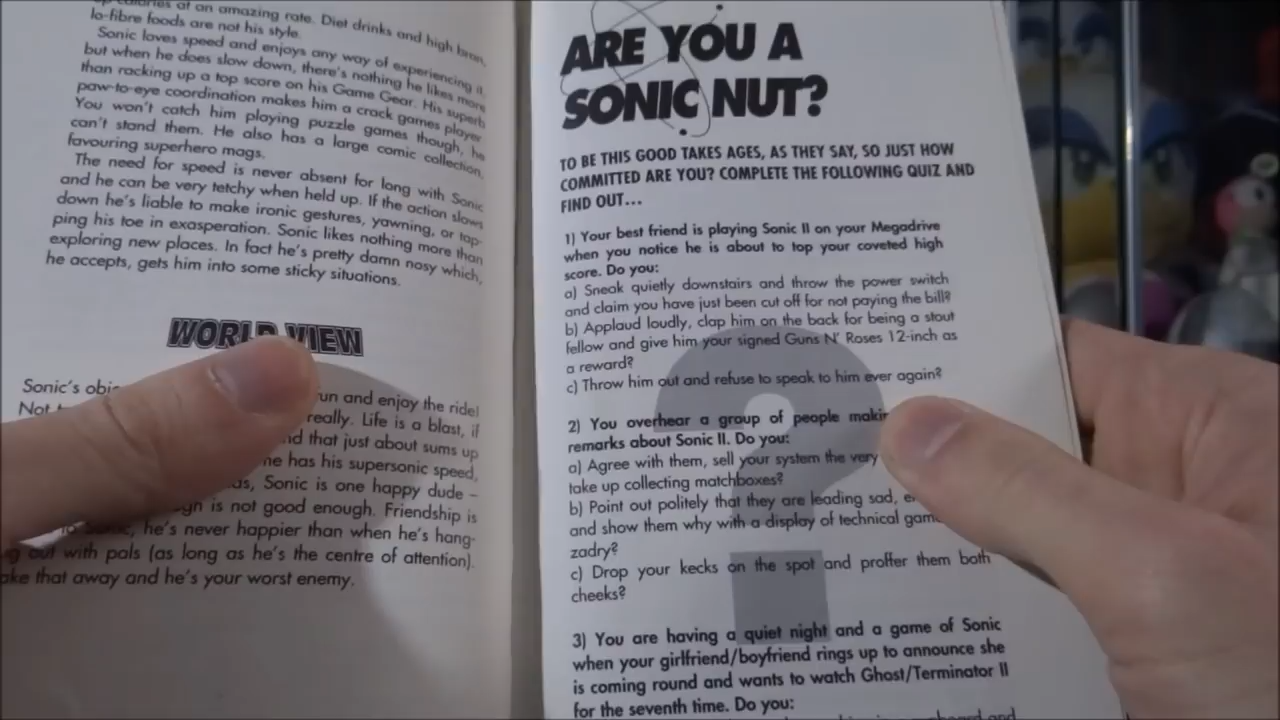 calories at an amazing rate. Diet drinks and high bran,
lo-fibre foods are not his style.
Sonic loves speed and enjoys any way of experiencing it,
but when he does slow down, there's nothing he likes more
than racking up a top score on his Game Gear. His superb
paw-to-eye coordination makes him a crack games player
You won't catch him playing puzzle games though, he
can't stand them. He also has a large comic collection,
favouring superhero mags.
The need for speed is never absent for long with Sonic
and he can be very tetchy when held up. If the action slows
down he's liable to make ironic gestures, yawning, or tap-
ping his toe in exasperation. Sonic likes nothing more than
exploring new places. In fact he's pretty damn nosy which,
he accepts, gets him into some sticky situations.
WORLD VIEW
Sonic's
and enjoy the ride!
really. Life is a blast, if
that just about sums up
he has his supersonic speed,
Sonic is one happy dude –
is not good enough. Friendship is
he's never happier than when he's hang-
out with pals (as long as he's the centre of attention).
that away and he's your worst enemy.
ARE YOU A
SONIC NUT?
TO BE THIS GOOD TAKES AGES, AS THEY SAY, SO JUST HOW
COMMITTED ARE YOU? COMPLETE THE FOLLOWING QUIZ AND
FIND OUT...
1) Your best friend is playing Sonic II on your Megadrive
when you notice he is about to top your coveted high
score. Do you:
a) Sneak quietly downstairs and throw the power switch
and claim you have just been cut off for not paying the bill?
b) Applaud loudly, clap him on the back for being a stout
fellow and give him your signed Guns N' Roses 12-inch as
a reward?
c) Throw him out and refuse to speak to him ever again?
2) You overhear a group of people
remarks about Sonic II. Do you:
a) Agree with them, sell your system the very
take up collecting matchboxes?
b) Point out politely that they are leading sad,
and show them why with a display of technical
zadry?
c) Drop your kecks on the spot and proffer them both
cheeks?
3) You are having a quiet night and a game of Sonic
when your girlfriend/boyfriend rings up to announce she
is coming round and wants to watch Ghost/Terminator II
for the seventh time. Do you: